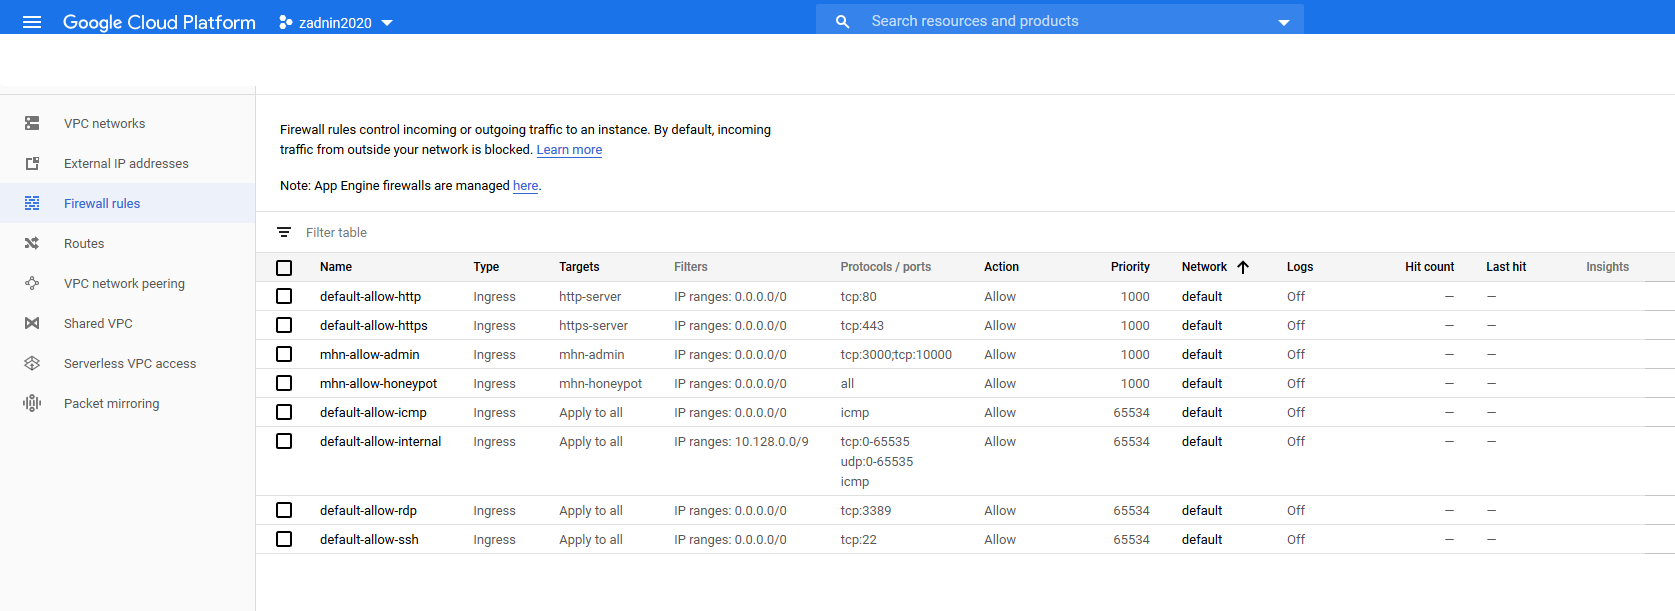 Google Cloud Platform zadnin2020 Search resources and products
VPC networks
External IP addresses
Firewall rules
Routes
VPC network peering
Shared VPC
Serverless VPC access
Packet mirroring
Firewall rules control incoming or outgoing traffic to an instance. By default, incoming
traffic from outside your network is blocked. Learn more
Note: App Engine firewalls are managed here.
Filter table
Name Type Targets Filters Protocols / ports Action Priority Network Logs Hit count Last hit Insights
default-allow-http Ingress http-server IP ranges: 0.0.0.0/0 tcp:80 Allow 1000 default Off — —
default-allow-https Ingress https-server IP ranges: 0.0.0.0/0 tcp:443 Allow 1000 default Off — —
mhn-allow-admin Ingress mhn-admin IP ranges: 0.0.0.0/0 tcp:3000;tcp:10000 Allow 1000 default Off — —
mhn-allow-honeypot Ingress mhn-honeypot IP ranges: 0.0.0.0/0 all Allow 1000 default Off — —
default-allow-icmp Ingress Apply to all IP ranges: 0.0.0.0/0 icmp Allow 65534 default Off — —
default-allow-internal Ingress Apply to all IP ranges: 10.128.0.0/9 tcp:0-65535 Allow 65534 default Off — —
udp:0-65535
icmp
default-allow-rdp Ingress Apply to all IP ranges: 0.0.0.0/0 tcp:3389 Allow 65534 default Off — —
default-allow-ssh Ingress Apply to all IP ranges: 0.0.0.0/0 tcp:22 Allow 65534 default Off — —